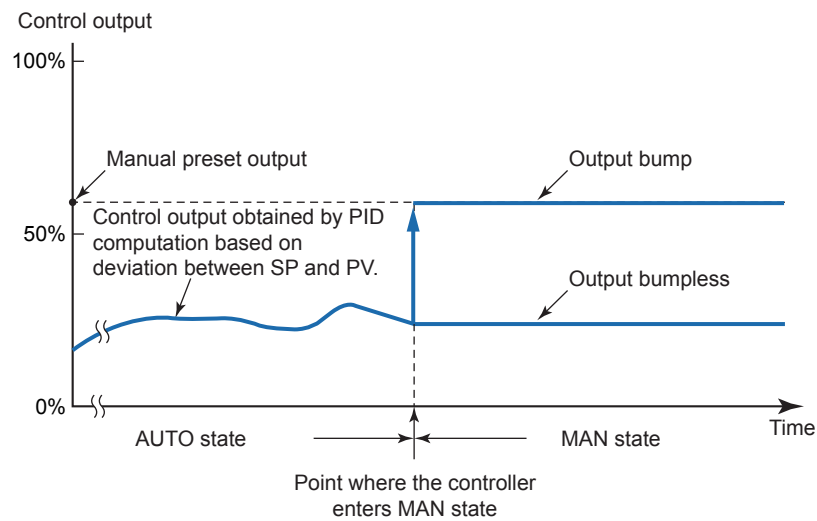 Control output
100%
Manual preset output
Output bump
Control output obtained by PID
computation based on
deviation between SP and PV.
50%
Output bumpless
0%
Time
AUTO state
MAN state
Point where the controller
enters MAN state